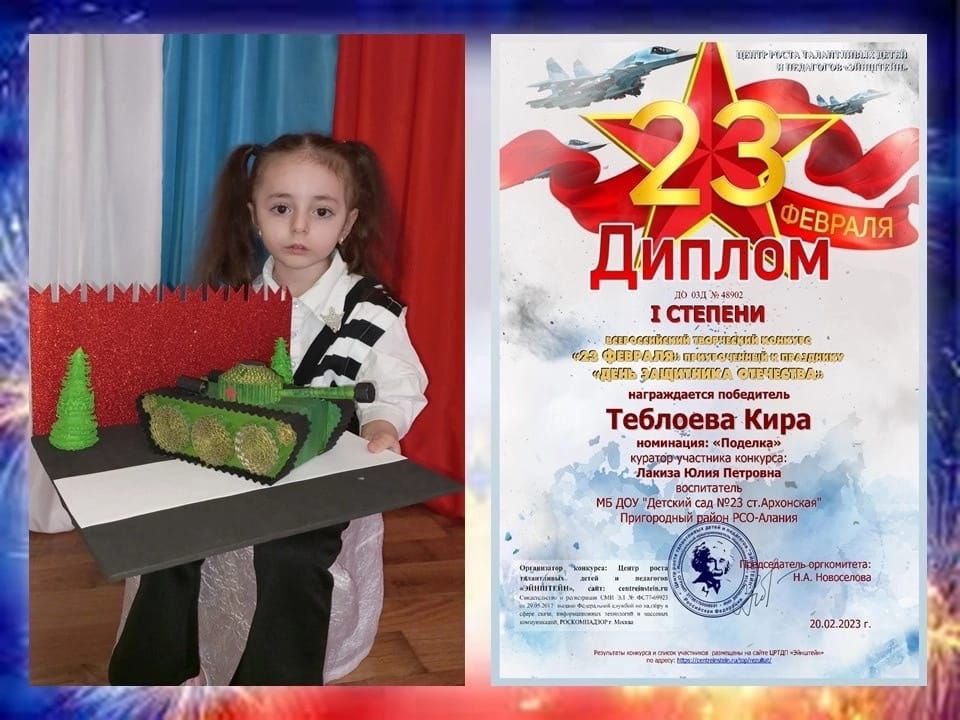 ЦЕНТР РОСТА ТАЛАНТЛИВЫХ ДЕТЕЙ
И ПЕДАГОГОВ «ЭЙНШТЕЙН»
23
ФЕВРАЛЯ
Диплом
ДО 03Д № 48902
I СТЕПЕНИ
ВСЕРОССИЙСКИЙ ТВОРЧЕСКИЙ КОНКУРС
«23 ФЕВРАЛЯ» ПРИУРОЧЕННЫЙ К ПРАЗДНИКУ
«ДЕНЬ ЗАЩИТНИКА ОТЕЧЕСТВА»
награждается победитель
Теблоева Кира
номинация: «Поделка»
куратор участника конкурса:
Лакиза Юлия Петровна
воспитатель
МБ ДОУ "Детский сад №23 ст.Архонская"
Пригородный район РСО-Алания
Организатор конкурса: Центр роста
талантливых детей и педагогов
«ЭЙНШТЕЙН», сайт: centreinstein.ru
Свидетельство о регистрации СМИ ЭЛ № ФС77-69923
от 29.05.2017 выдано Федеральной службой по надзору в
сфере связи, информационных технологий и массовых
коммуникаций, РОСКОМНАДЗОР г. Москва
Председатель оргкомитета:
Н.А. Новоселова
20.02.2023 г.
Результаты конкурса и список участников размещены на сайте ЦРТДП «Эйнштейн»
по адресу: https://centreinstein.ru/top/rezultat/